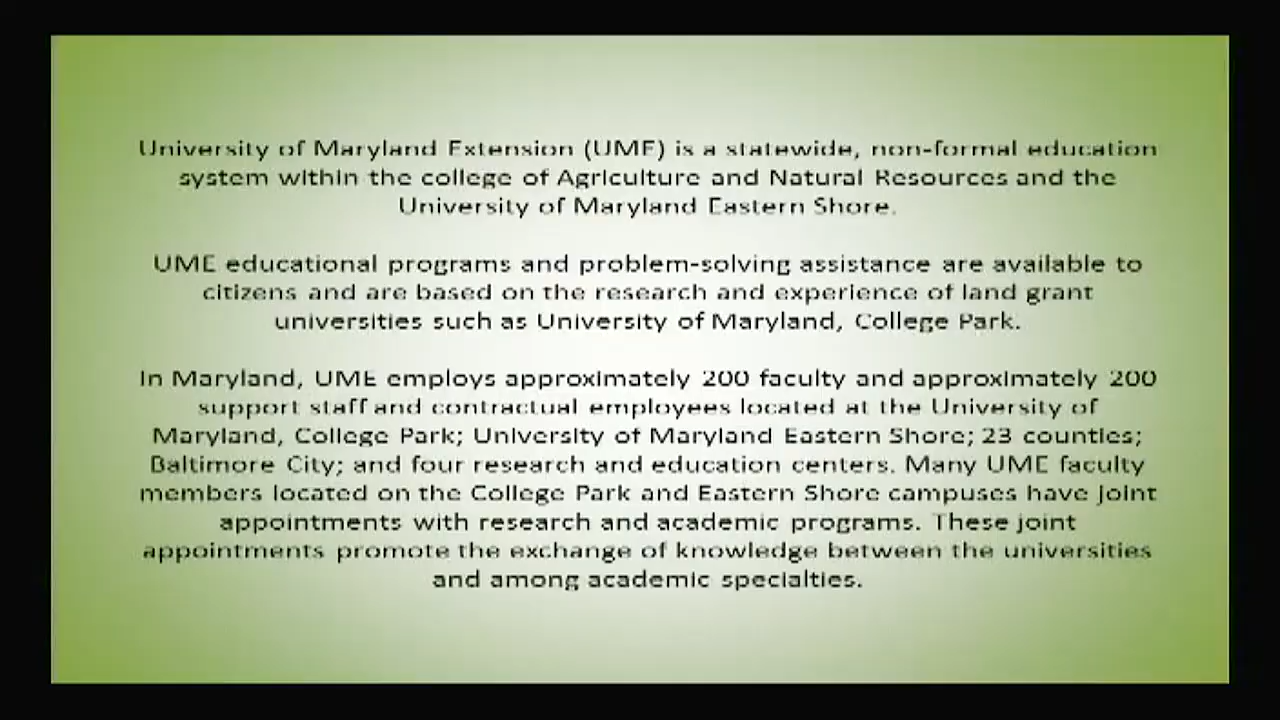 University of Maryland Extension (UME) is a statewide, non-formal education
system within the college of Agriculture and Natural Resources and the
University of Maryland Eastern Shore.
UME educational programs and problem-solving assistance are available to
citizens and are based on the research and experience of land grant
universities such as University of Maryland, College Park.
In Maryland, UME employs approximately 200 faculty and approximately 200
support staff and contractual employees located at the University of
Maryland, College Park; University of Maryland Eastern Shore; 23 counties;
Baltimore City; and four research and education centers. Many UME faculty
members located on the College Park and Eastern Shore campuses have joint
appointments with research and academic programs. These joint
appointments promote the exchange of knowledge between the universities
and among academic specialties.